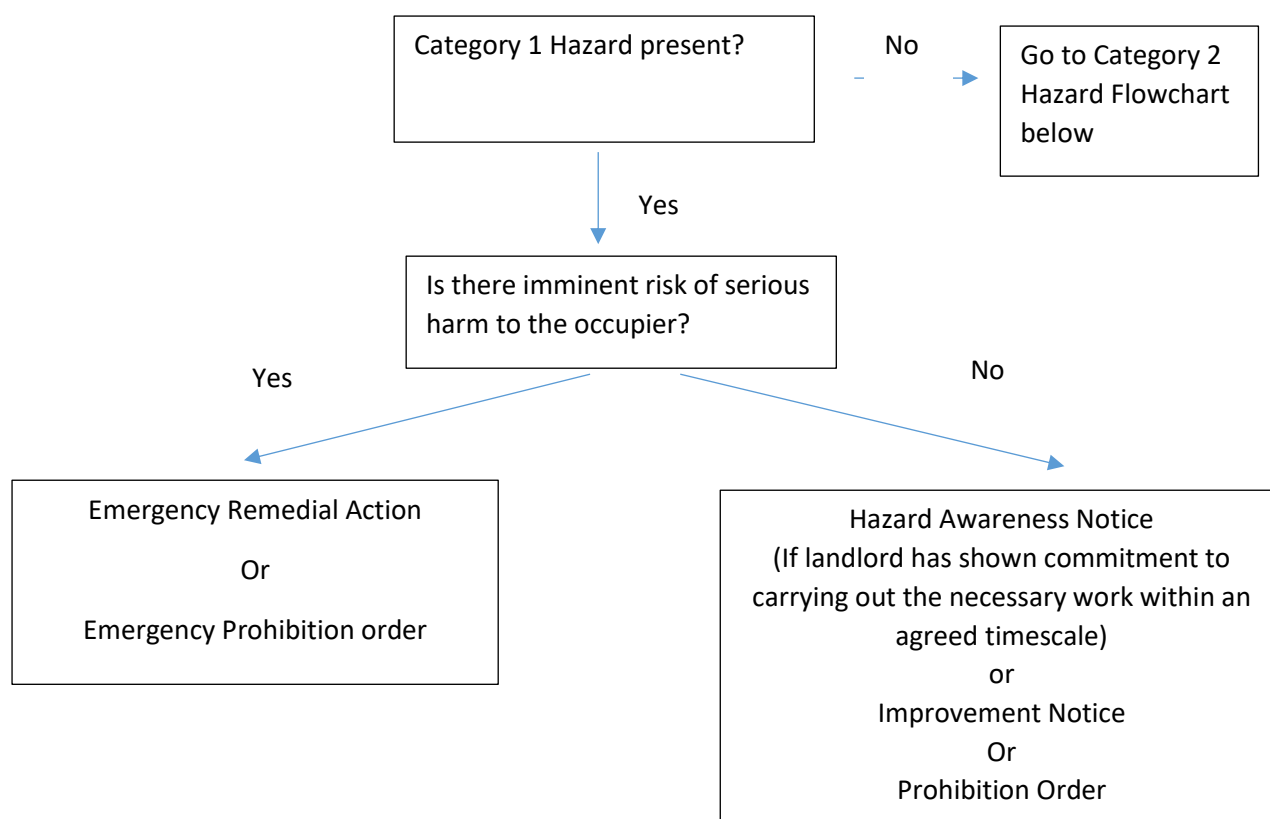 Category 1 Hazard present?
No
Go to Category 2
Hazard Flowchart
below
Yes
Is there imminent risk of serious
harm to the occupier?
Yes
No
Emergency Remedial Action
Or
Emergency Prohibition order
Hazard Awareness Notice
(If landlord has shown commitment to
carrying out the necessary work within an
agreed timescale)
or
Improvement Notice
Or
Prohibition Order